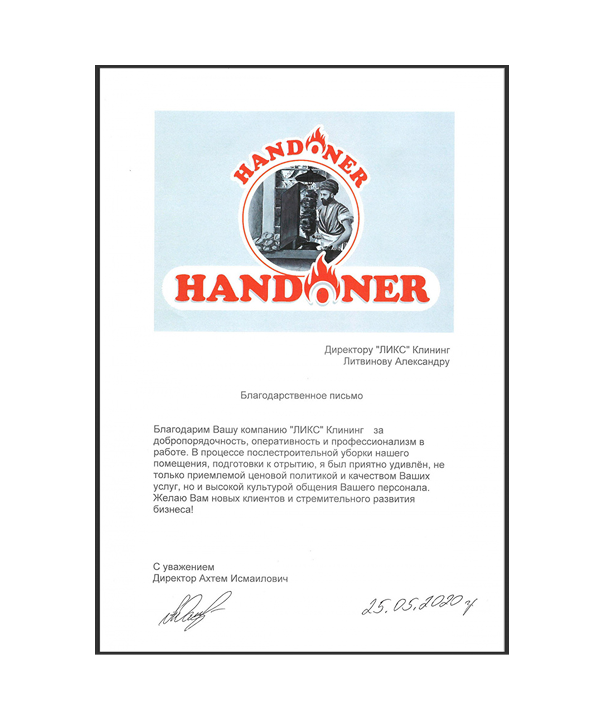 HANDONER
HANDONER
Директору "ЛИКС" Клининг
Литвинову Александру
Благодарственное письмо
Благодарим Вашу компанию "ЛИКС" Клининг за
добропорядочность, оперативность и профессионализм в
работе. В процессе послестроительной уборки нашего
помещения, подготовки к отрытию, я был приятно удивлён, не
только приемлемой ценовой политикой и качеством Ваших
услуг, но и высокой культурой общения Вашего персонала.
Желаю Вам новых клиентов и стремительного развития
бизнеса!
С уважением
Директор Ахтем Исмаилович
25.05.2020 г